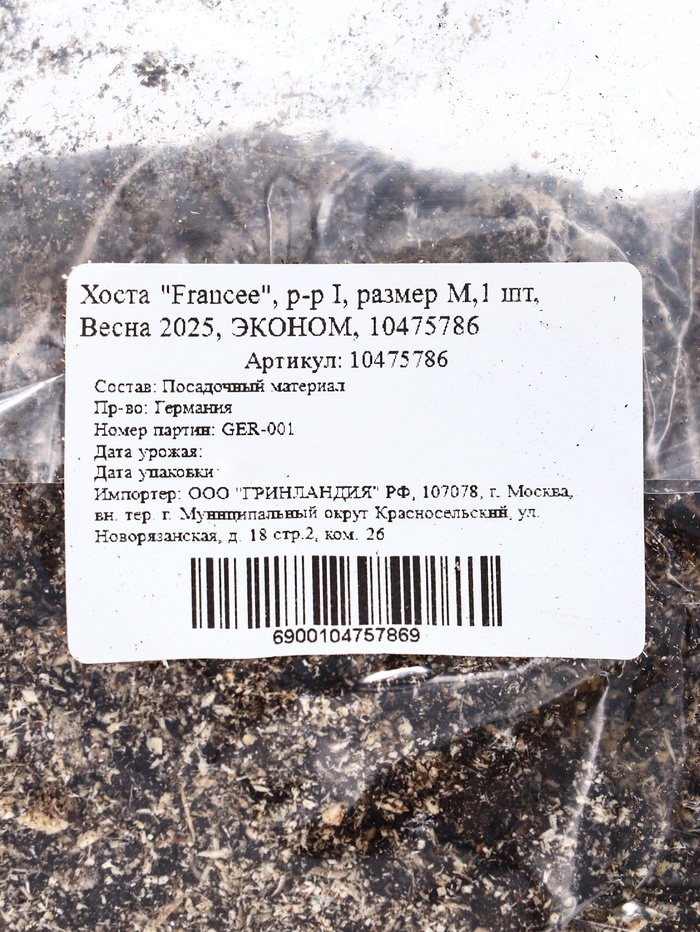 Хоста "Francee", р-р I, размер М,1 шт,
Весна 2025, ЭКОНОМ, 10475786
Артикул: 10475786
Состав: Посадочный материал
Пр-во: Германия
Номер партии: GER-001
Дата урожая:
Дата упаковки:
Импортер: ООО "ГРИНЛАНДИЯ" РФ, 107078, г. Москва,
вн. тер. г. Муниципальный округ Красносельский, ул.
Новорязанская, д. 18 стр.2, ком. 26
6900104757869